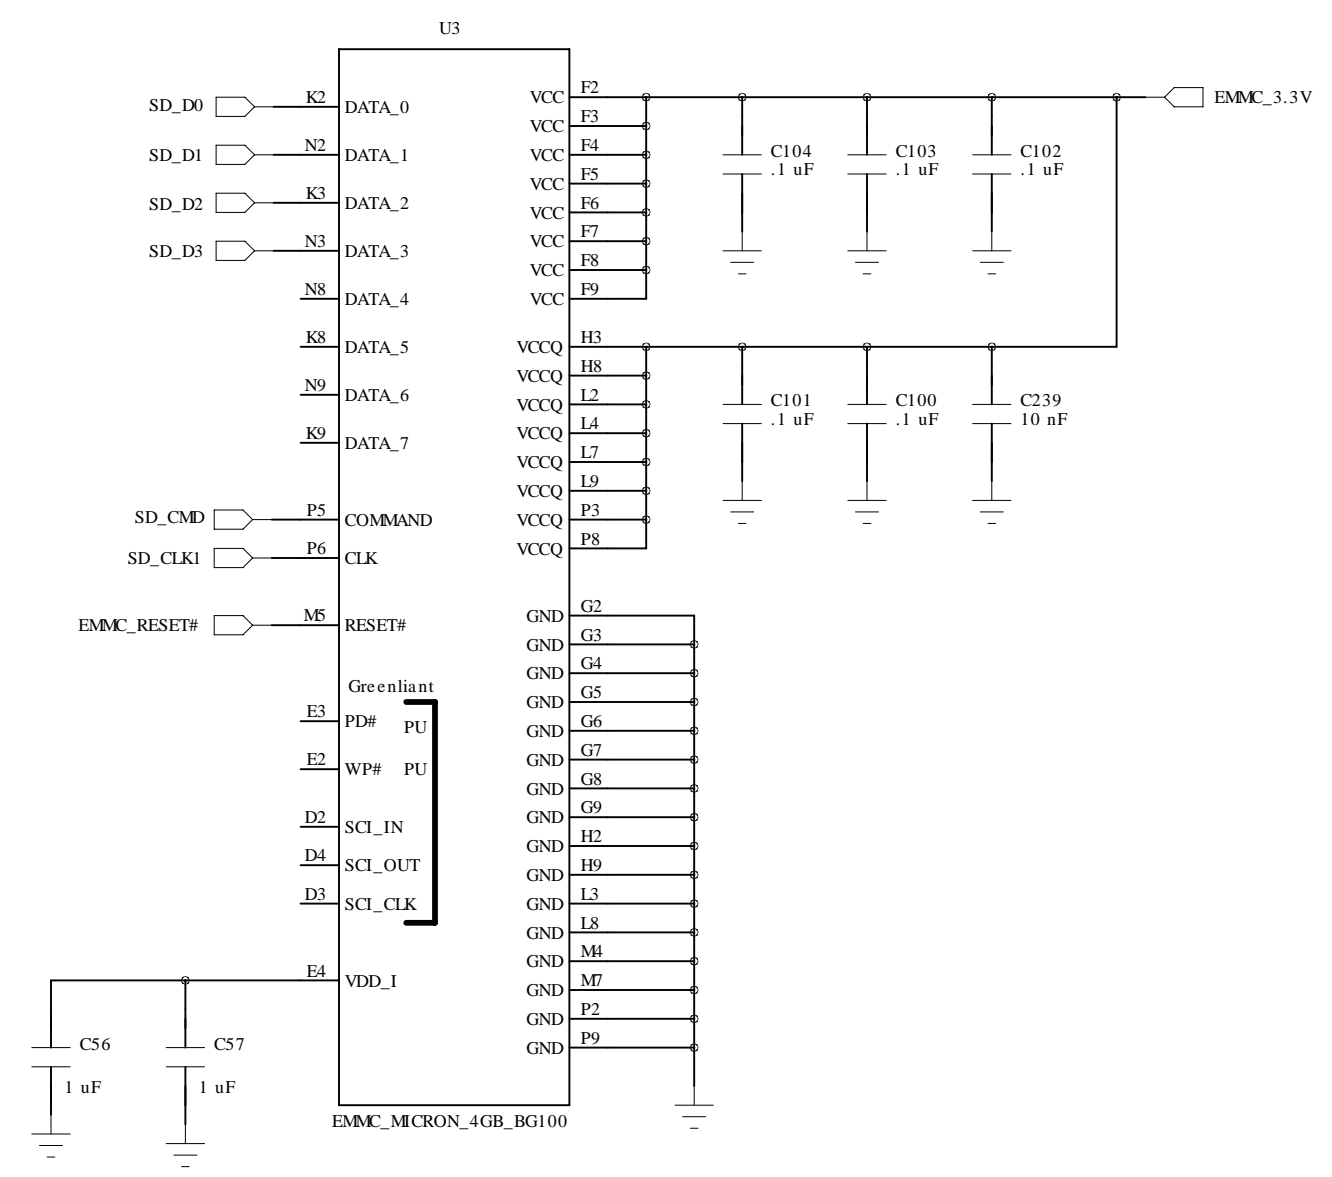 U3
SD_D0 K2 DATA_0
SD_D1 N2 DATA_1
SD_D2 K3 DATA_2
SD_D3 N3 DATA_3
N8 DATA_4
K8 DATA_5
N9 DATA_6
K9 DATA_7
SD_CMD P5 COMMAND
SD_CLK1 P6 CLK
EMMC_RESET# M5 RESET#
Greenliant
E3 PD# PU
E2 WP# PU
D2 SCI_IN
D4 SCI_OUT
D3 SCI_CLK
E4 VDD_I
C56
1 uF
C57
1 uF
VCC F2
VCC F3
VCC F4
VCC F5
VCC F6
VCC F7
VCC F8
VCC F9
EMMC_3.3V
C104
.1 uF
C103
.1 uF
C102
.1 uF
VCCQ H3
VCCQ H8
VCCQ L2
VCCQ L4
VCCQ L7
VCCQ L9
VCCQ P3
VCCQ P8
C101
.1 uF
C100
.1 uF
C239
10 nF
GND G2
GND G3
GND G4
GND G5
GND G6
GND G7
GND G8
GND G9
GND H2
GND H9
GND L3
GND L8
GND M4
GND M7
GND P2
GND P9
EMMC_MICRON_4GB_BG100